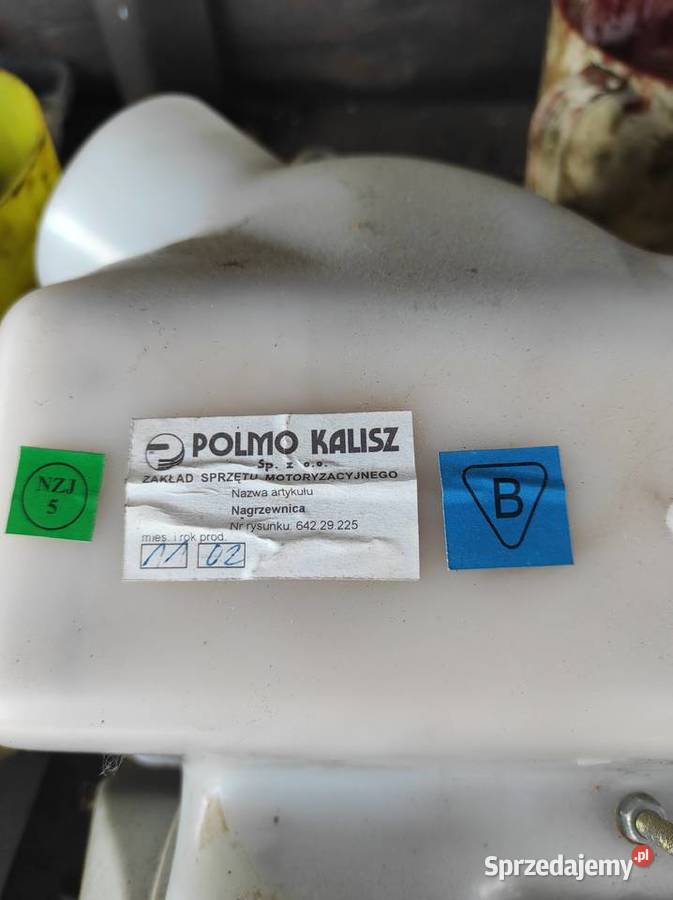 POLMO KALISZ
Sp. z o.o.
ZAKŁAD SPRZĘTU MOTORYZACYJNEGO
Nazwa artykułu
Nagrzewnica
Nr rysunku: 642 29 225
mies. i rok prod.
11 02
NZJ
5
B
Sprzedajemy.pl